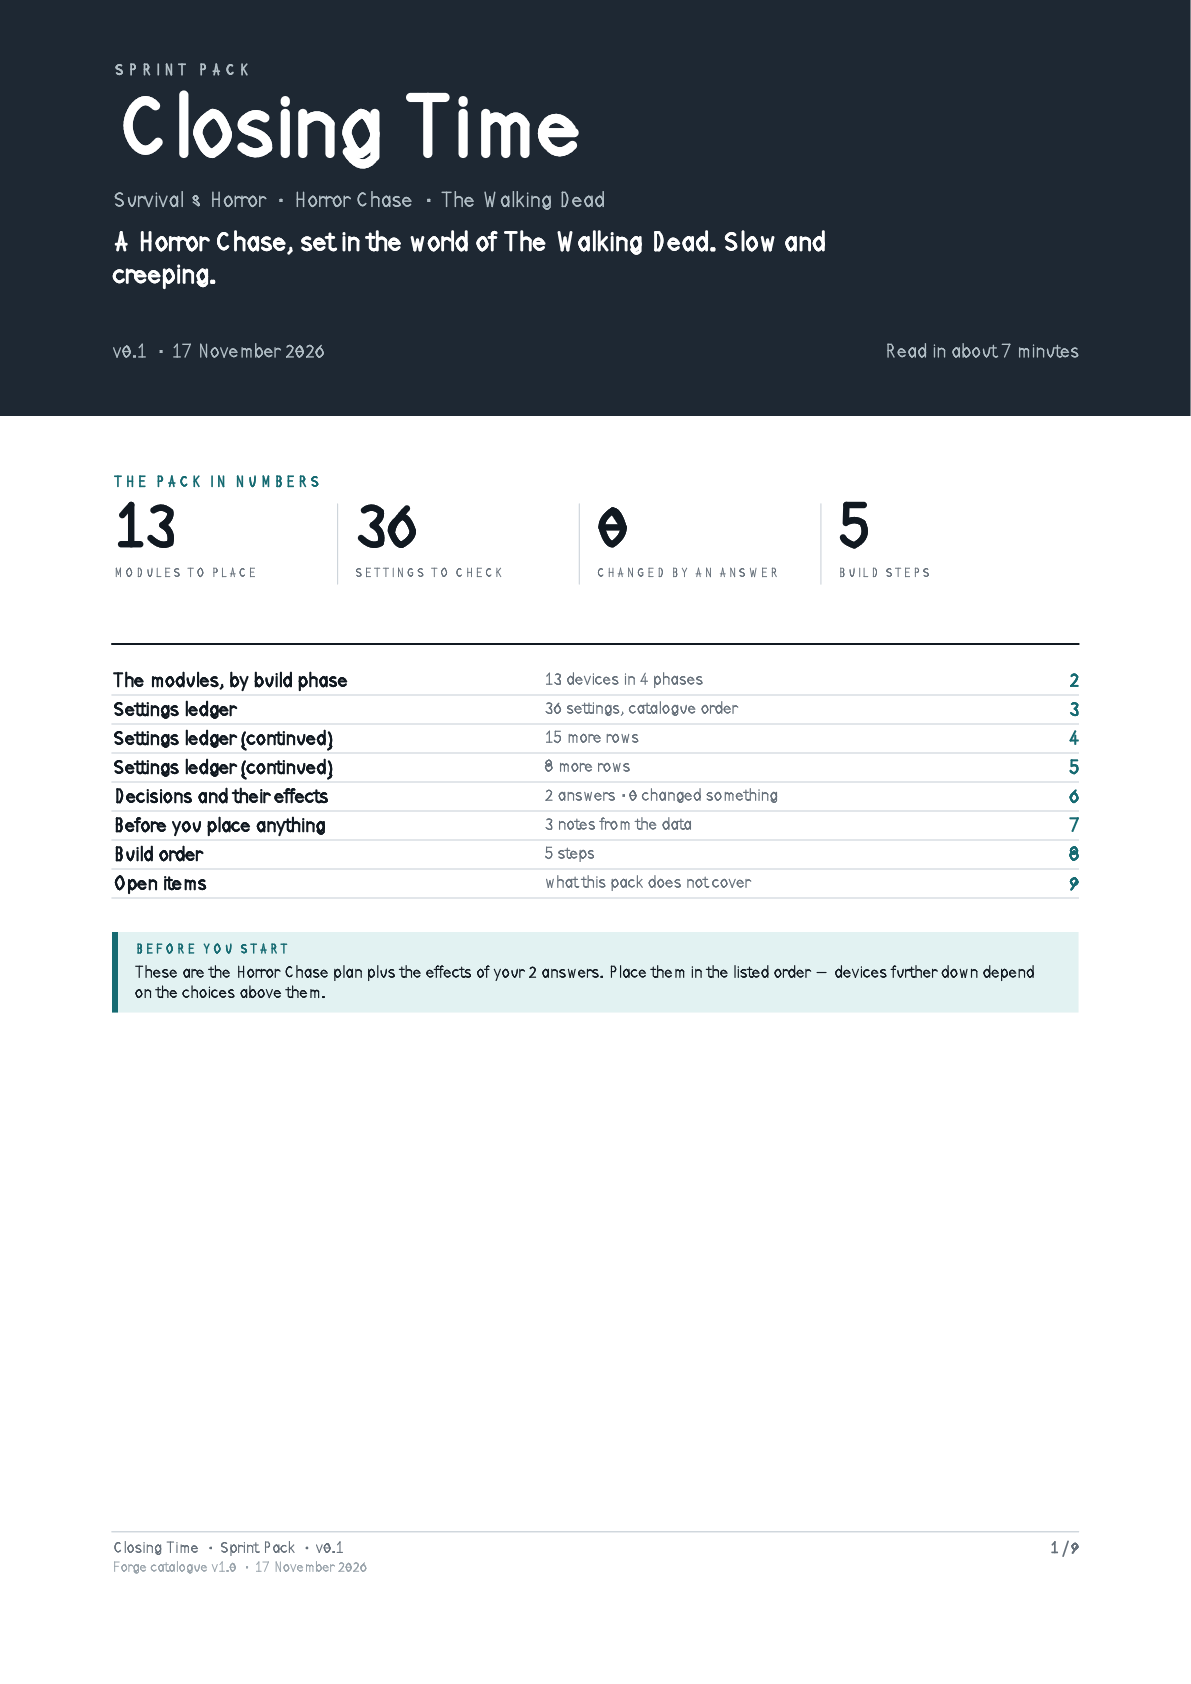 SPRINT PACK
Closing Time
Survival & Horror · Horror Chase · The Walking Dead
A Horror Chase, set in the world of The Walking Dead. Slow and
creeping.
v0.1 · 17 November 2026
Read in about 7 minutes
THE PACK IN NUMBERS
13
36
0
5
MODULES TO PLACE
SETTINGS TO CHECK
CHANGED BY AN ANSWER
BUILD STEPS
The modules, by build phase 13 devices in 4 phases 2
Settings ledger 36 settings, catalogue order 3
Settings ledger (continued) 15 more rows 4
Settings ledger (continued) 8 more rows 5
Decisions and their effects 2 answers · 0 changed something 6
Before you place anything 3 notes from the data 7
Build order 5 steps 8
Open items what this pack does not cover 9
BEFORE YOU START
These are the Horror Chase plan plus the effects of your 2 answers. Place them in the listed order — devices further down depend
on the choices above them.
Closing Time · Sprint Pack · v0.1
1 / 9
Forge catalogue v1.0 · 17 November 2026